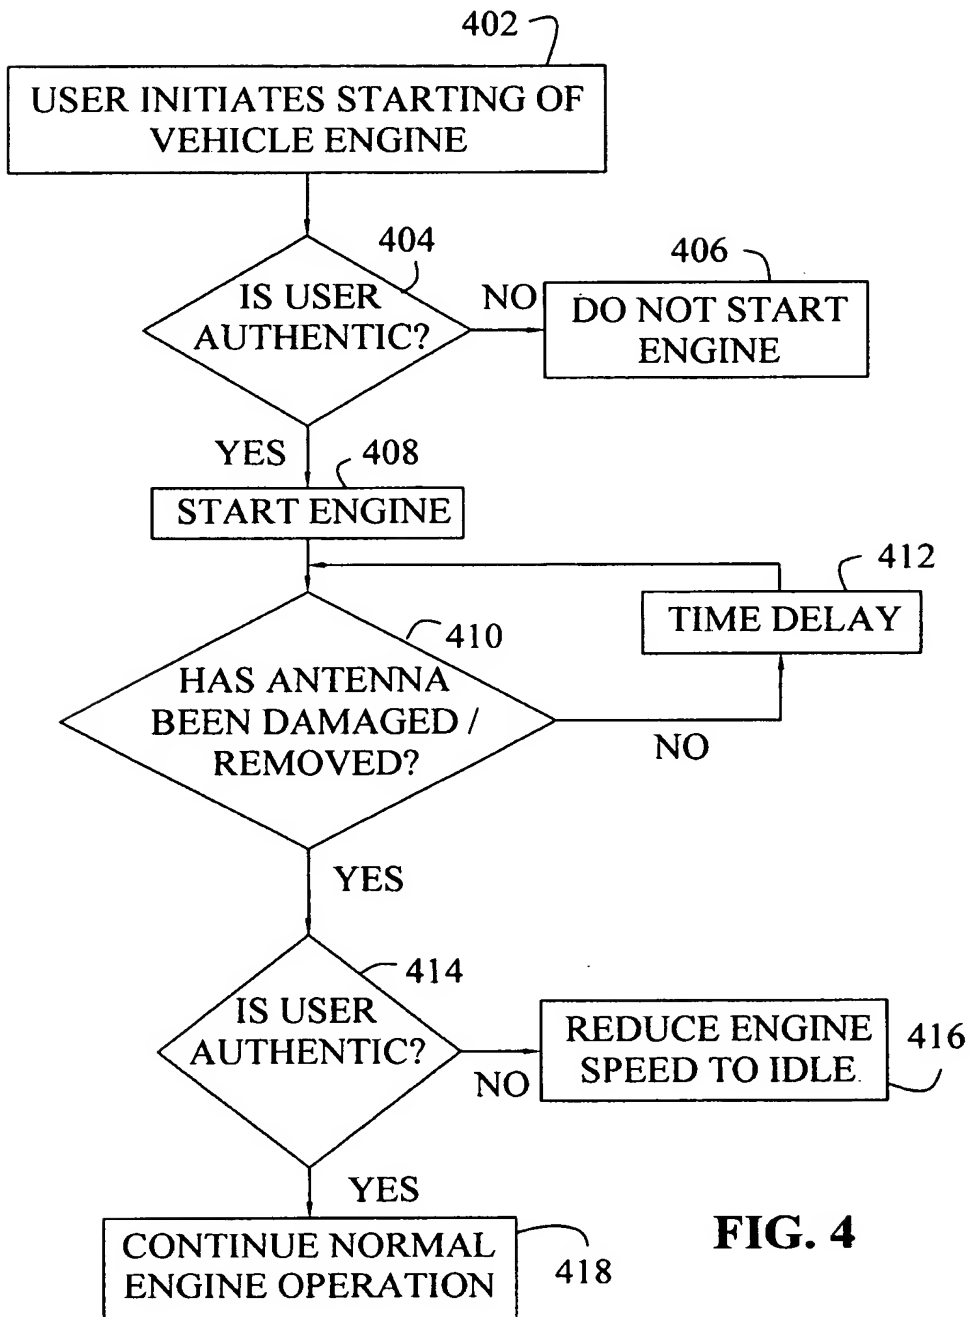 402
USER INITIATES STARTING OF
VEHICLE ENGINE
404
IS USER
AUTHENTIC?
NO
406
DO NOT START
ENGINE
YES
408
START ENGINE
412
TIME DELAY
410
HAS ANTENNA
BEEN DAMAGED /
REMOVED?
NO
YES
414
IS USER
AUTHENTIC?
NO
REDUCE ENGINE
SPEED TO IDLE
416
YES
CONTINUE NORMAL
ENGINE OPERATION
418
FIG. 4